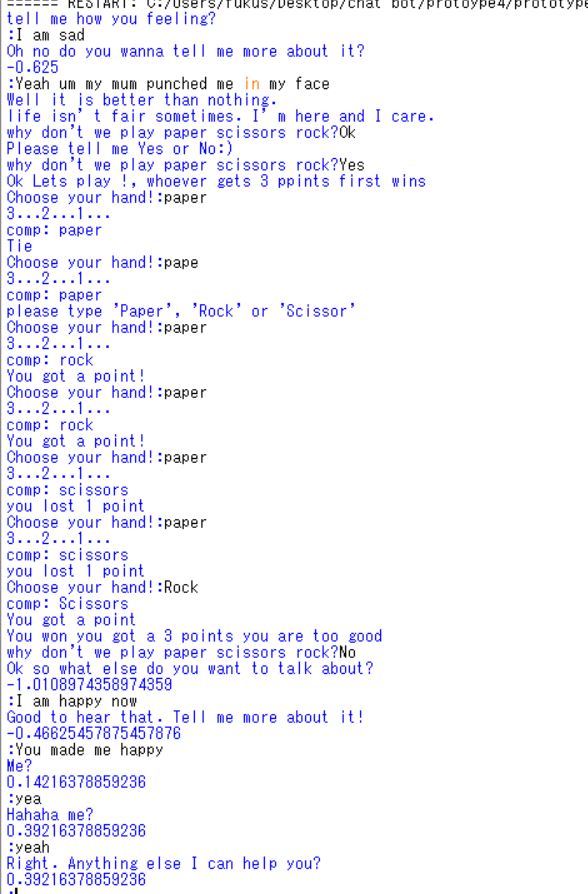 ====== RESTART: C:/Users/fukus/Desktop/chat bot/protoype4/prototype
tell me how you feeling?
:I am sad
Oh no do you wanna tell me more about it?
-0.625
:Yeah um my mum punched me in my face
Well it is better than nothing.
life isn't fair sometimes. I'm here and I care.
why don't we play paper scissors rock?Ok
Please tell me Yes or No:)
why don't we play paper scissors rock?Yes
Ok Lets play !, whoever gets 3 ppints first wins
Choose your hand!:paper
3...2...1...
comp: paper
Tie
Choose your hand!:pape
3...2...1...
comp: paper
please type 'Paper', 'Rock' or 'Scissor'
Choose your hand!:paper
3...2...1...
comp: rock
You got a point!
Choose your hand!:paper
3...2...1...
comp: rock
You got a point!
Choose your hand!:paper
3...2...1...
comp: scissors
you lost 1 point
Choose your hand!:paper
3...2...1...
comp: scissors
you lost 1 point
Choose your hand!:Rock
comp: Scissors
You got a point
You won you got a 3 points you are too good
why don't we play paper scissors rock?No
Ok so what else do you want to talk about?
-1.0108974358974359
:I am happy now
Good to hear that. Tell me more about it!
-0.46625457875457876
:You made me happy
Me?
0.14216378859236
:yea
Hahaha me?
0.39216378859236
:yeah
Right. Anything else I can help you?
0.39216378859236
: